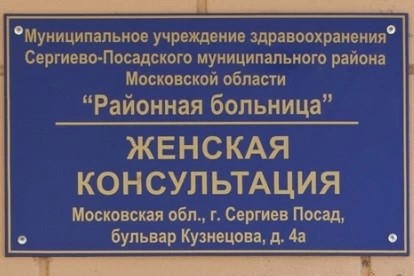 Муниципальное учреждение здравоохранения
Сергиево-Посадского муниципального района
Московской области
“Районная больница”
ЖЕНСКАЯ
КОНСУЛЬТАЦИЯ
Московская обл., г. Сергиев Посад,
бульвар Кузнецова, д. 4а